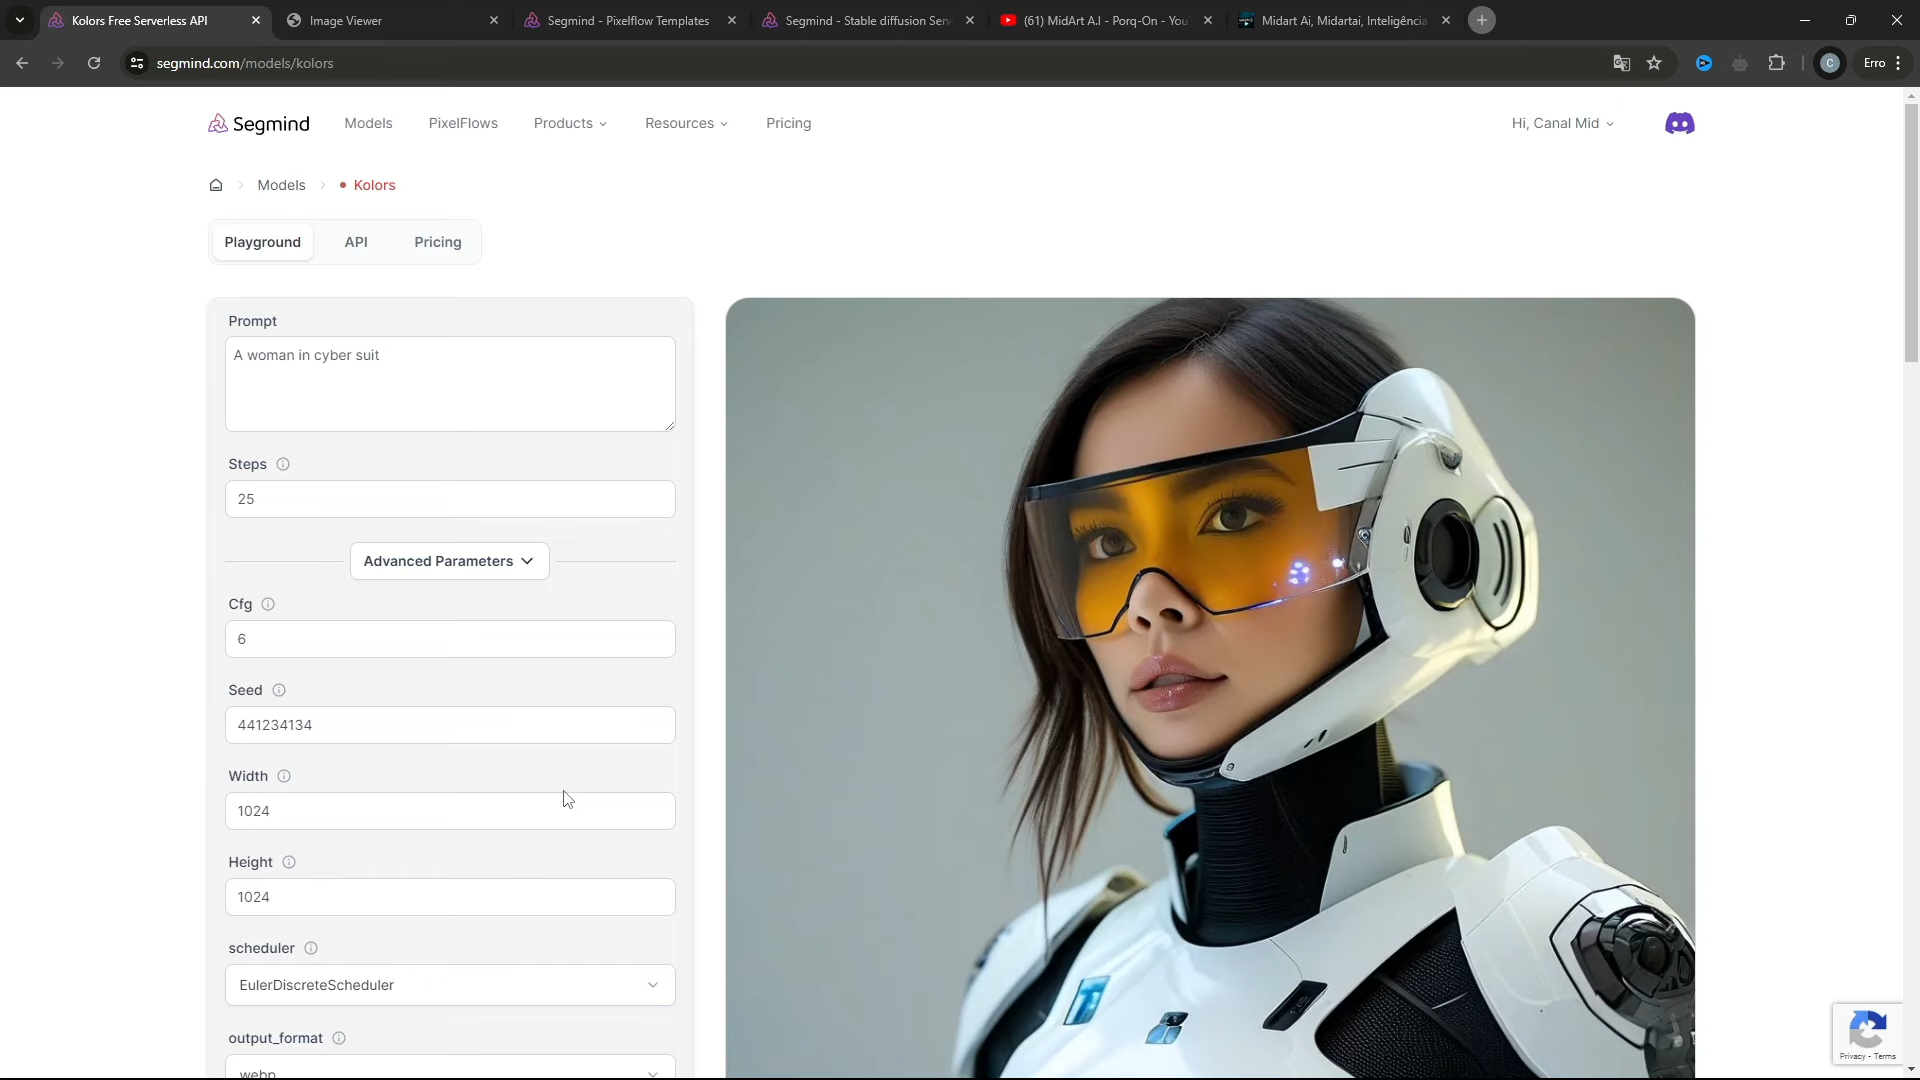 Kolors Free Serverless API
Image Viewer
Segmind - Pixelflow Templates
Segmind - Stable diffusion Serv
(61) MidArt A.I - Porq-On - You
Midart Ai, Midartai, Inteligência
segmind.com/models/kolors
C
Erro
Segmind
Models
PixelFlows
Products
Resources
Pricing
Hi, Canal Mid
Models
Kolors
Playground
API
Pricing
Prompt
A woman in cyber suit
Steps
25
Advanced Parameters
Cfg
6
Seed
441234134
Width
1024
Height
1024
scheduler
EulerDiscreteScheduler
output_format
webp
Privacy - Terms